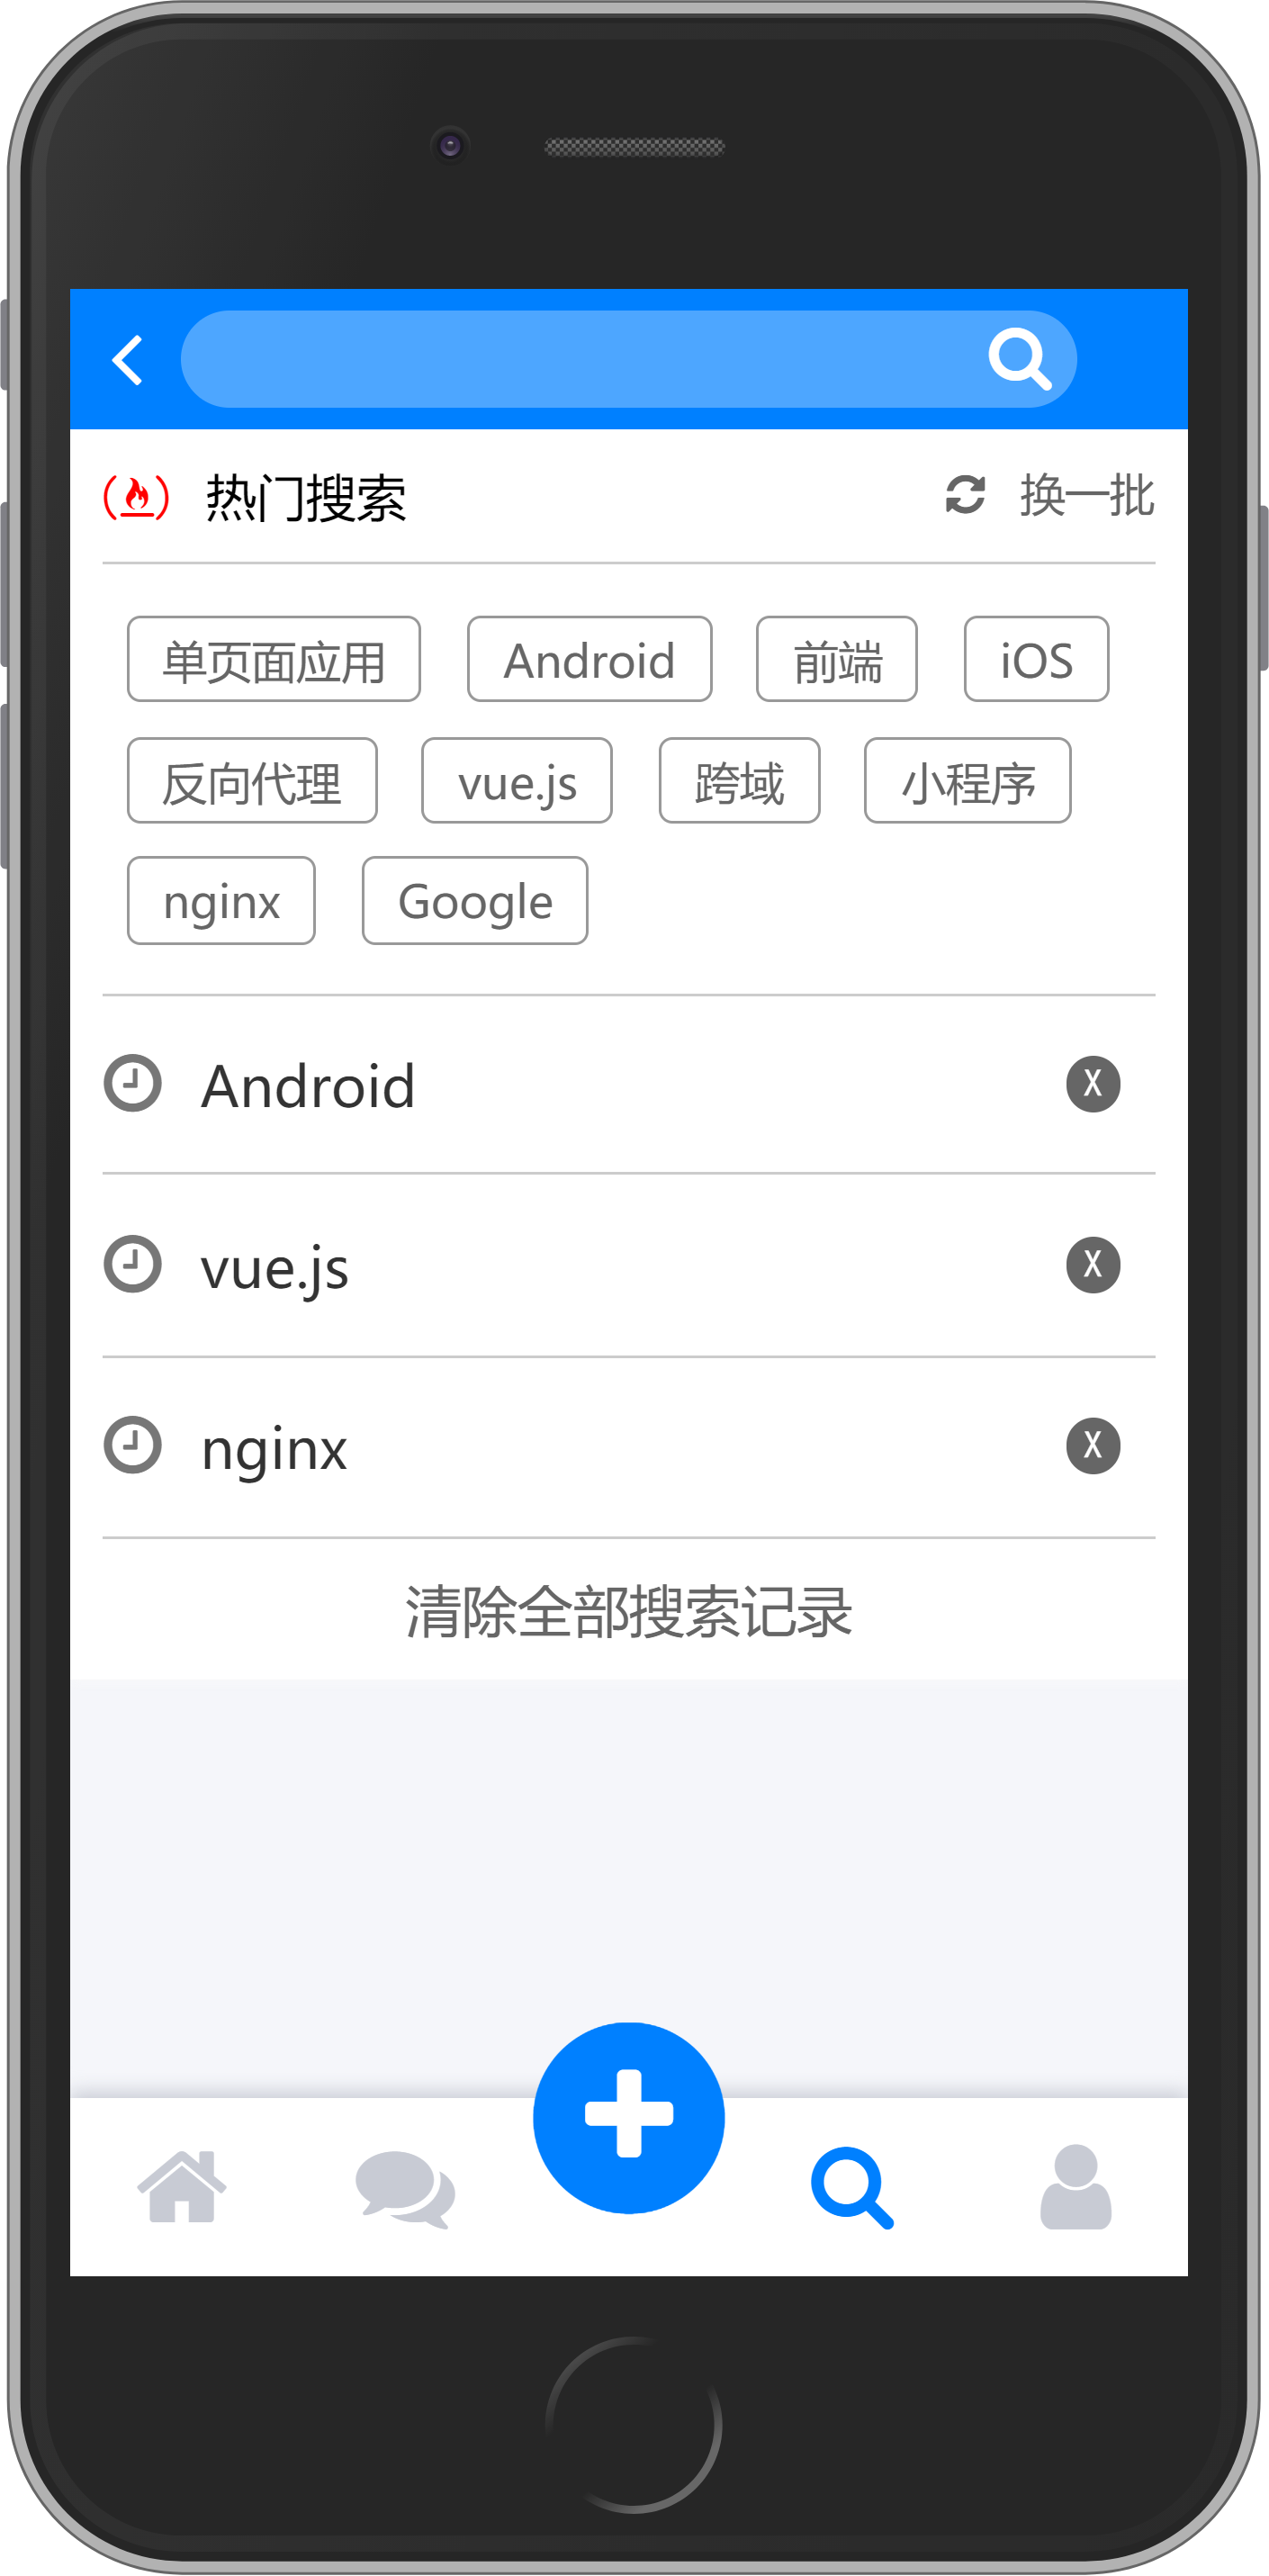 热门搜索 换一批
单页面应用 Android 前端 iOS
反向代理 vue.js 跨域 小程序
nginx Google
Android X
vue.js X
nginx X
清除全部搜索记录